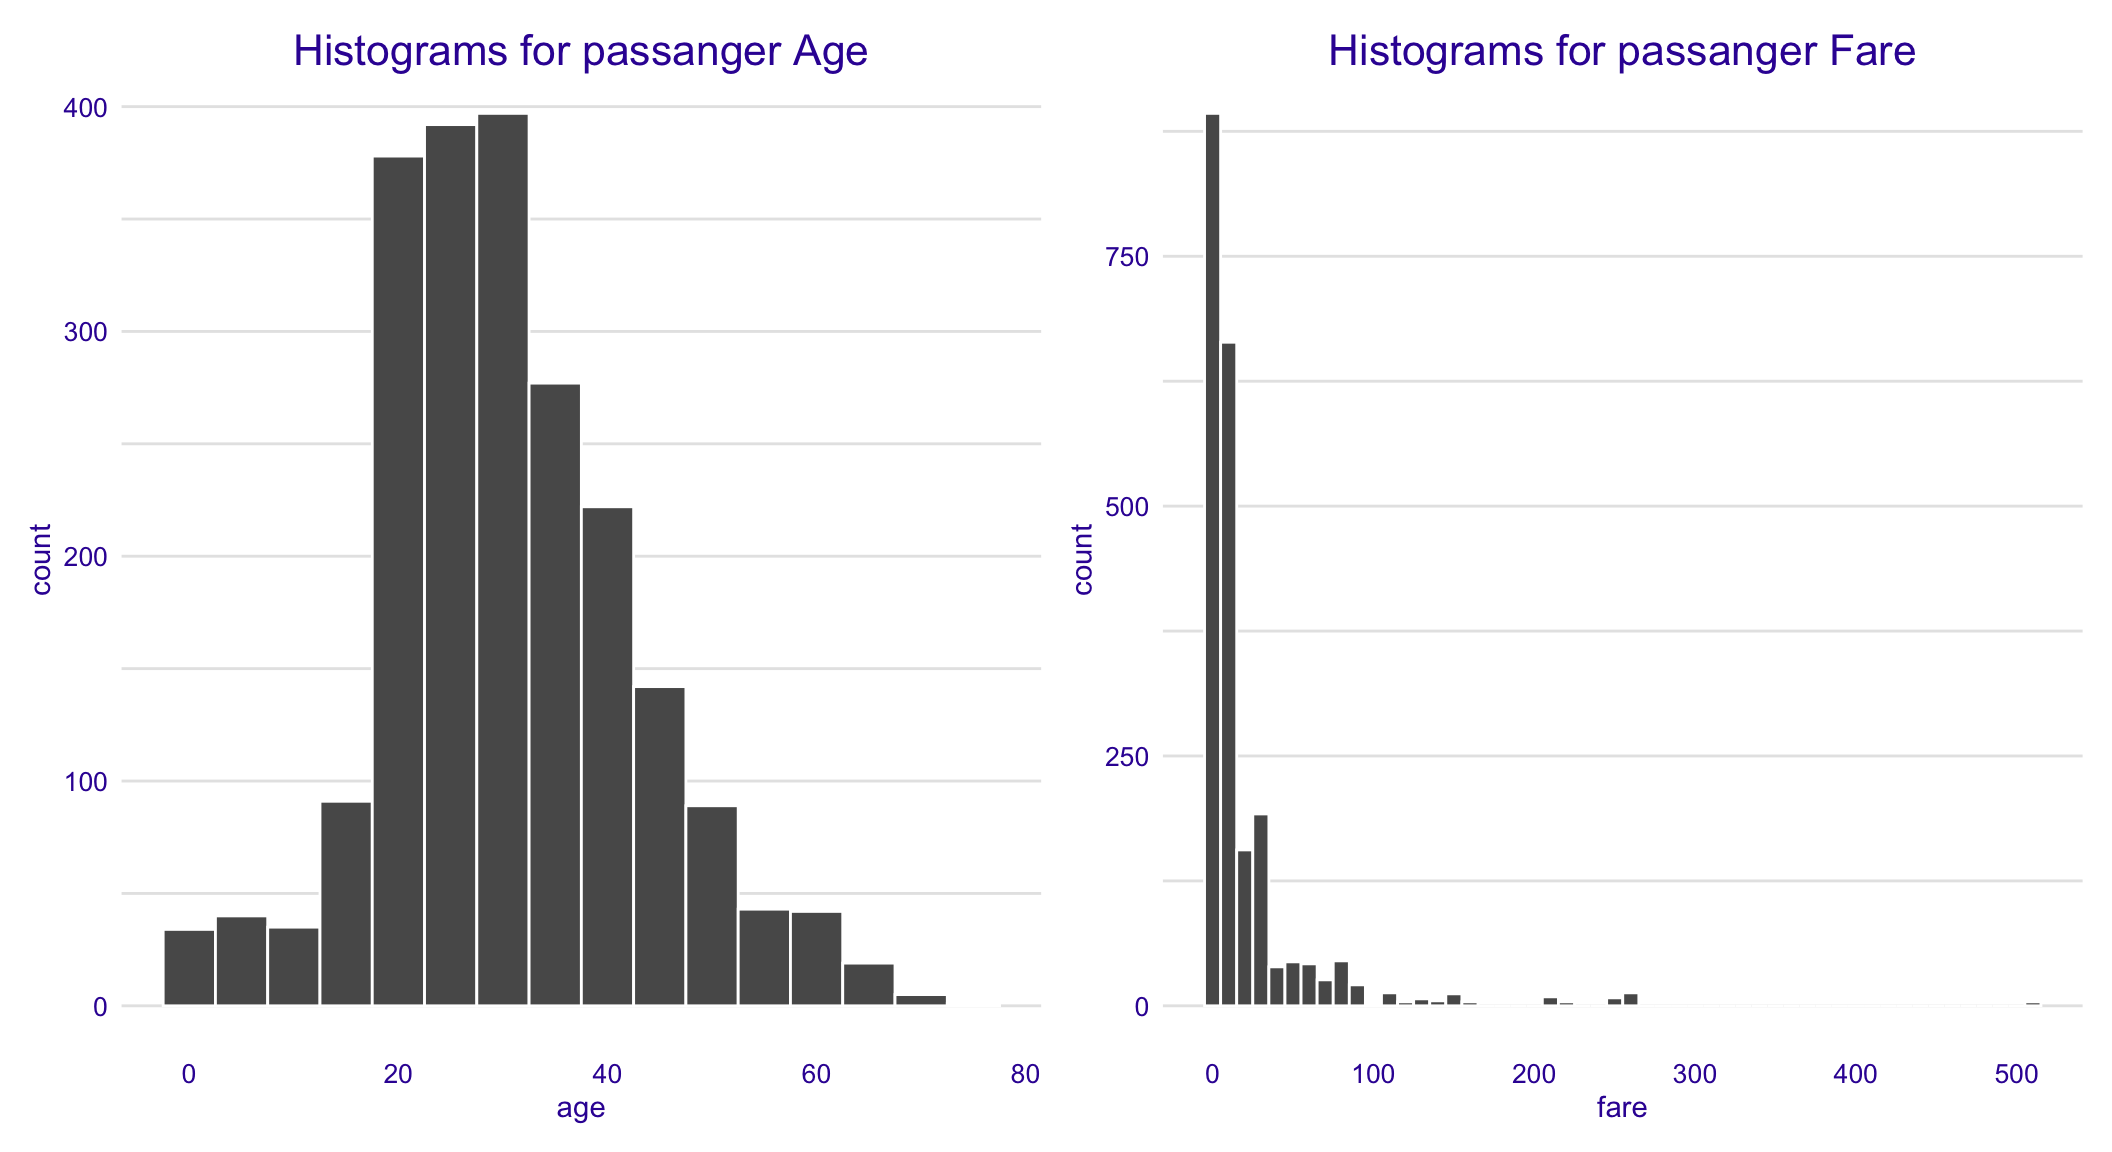 Histograms for passanger Age
400
300
200
100
0
count
0 20 40 60 80
age
Histograms for passanger Fare
750
500
250
0
count
0 100 200 300 400 500
fare